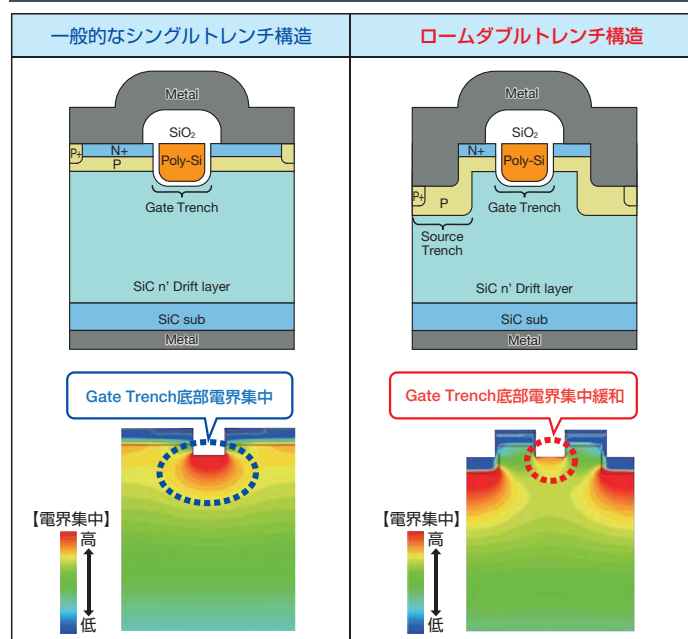 一般的なシングルトレンチ構造
Metal
SiO₂
P+
N+
P
Poly-Si
Gate Trench
SiC n' Drift layer
SiC sub
Metal
Gate Trench底部電界集中
【電界集中】
高
低
ロームダブルトレンチ構造
Metal
SiO₂
N+
Poly-Si
P+
P
Gate Trench
Source
Trench
SiC n' Drift layer
SiC sub
Metal
Gate Trench底部電界集中緩和
【電界集中】
高
低